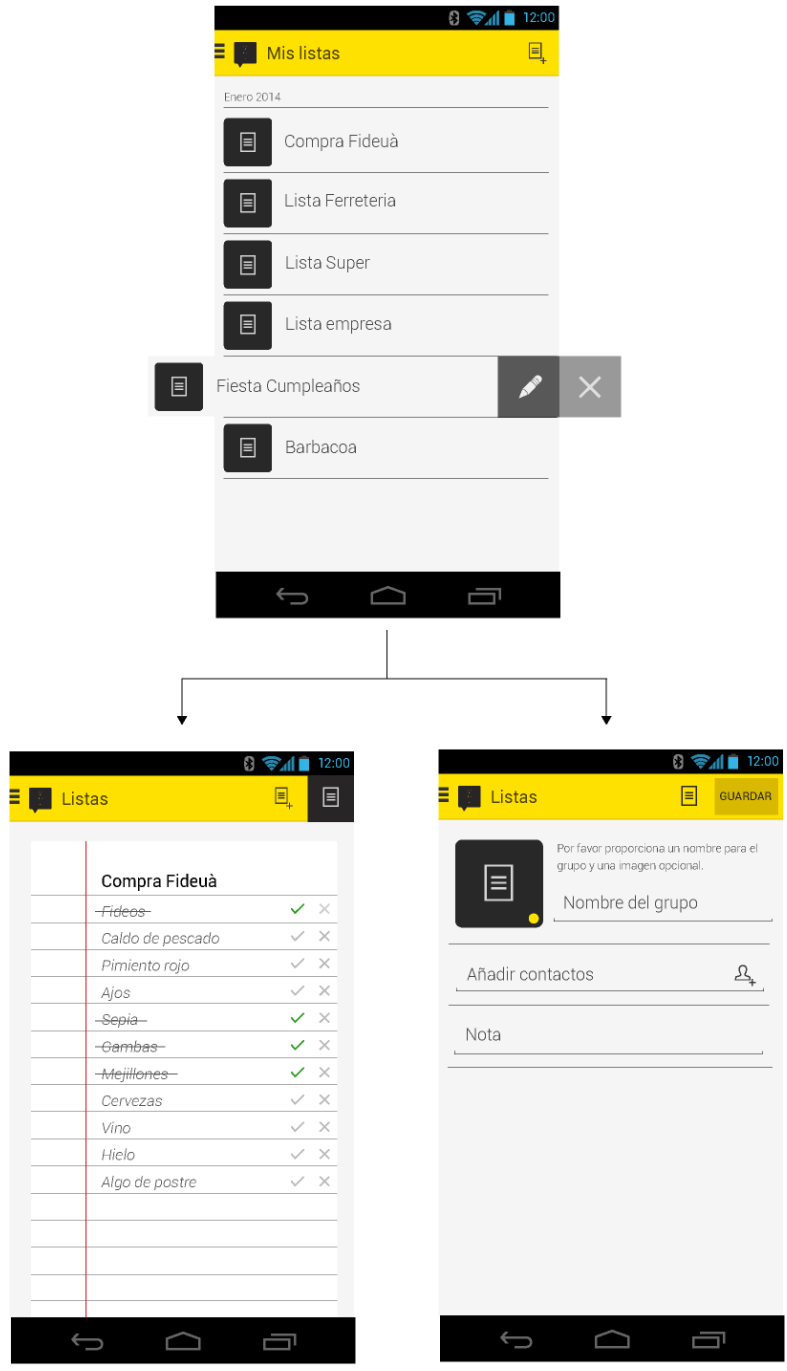 12:00
Mis listas
Enero 2014
Compra Fideuà
Lista Ferreteria
Lista Super
Lista empresa
Fiesta Cumpleaños
Barbacoa
12:00
Listas
Compra Fideuà
Fideos
Caldo de pescado
Pimiento rojo
Ajos
Sepia
Gambas
Mejillones
Cervezas
Vino
Hielo
Algo de postre
12:00
Listas
GUARDAR
Por favor proporciona un nombre para el
grupo y una imagen opcional.
Nombre del grupo
Añadir contactos
Nota